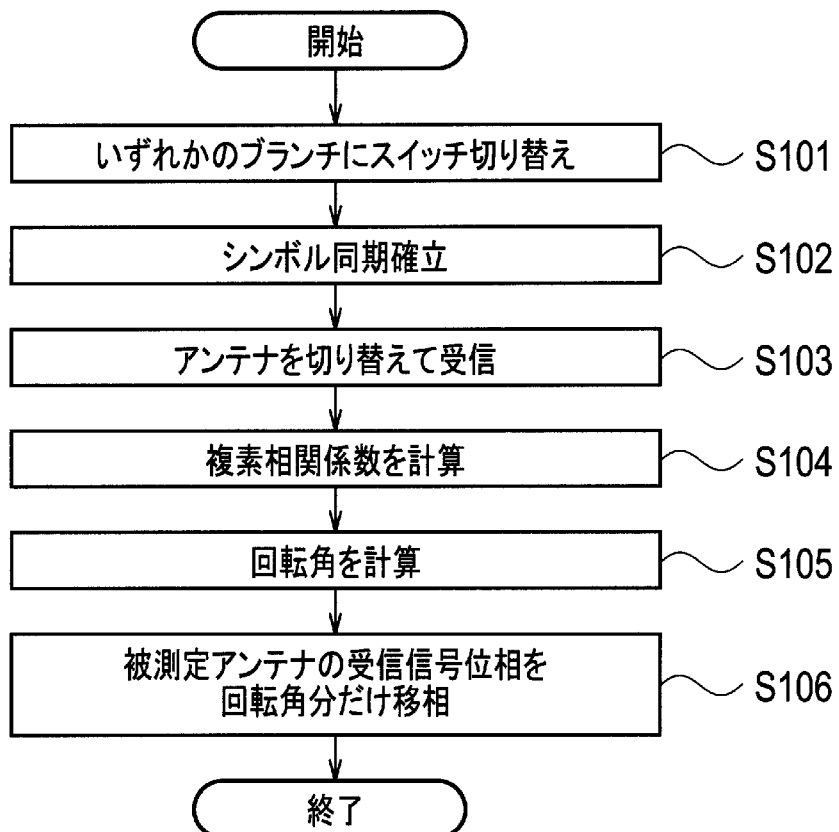 開始
いずれかのブランチにスイッチ切り替え
S101
シンボル同期確立
S102
アンテナを切り替えて受信
S103
複素相関係数を計算
S104
回転角を計算
S105
被測定アンテナの受信信号位相を
回転角分だけ移相
S106
終了